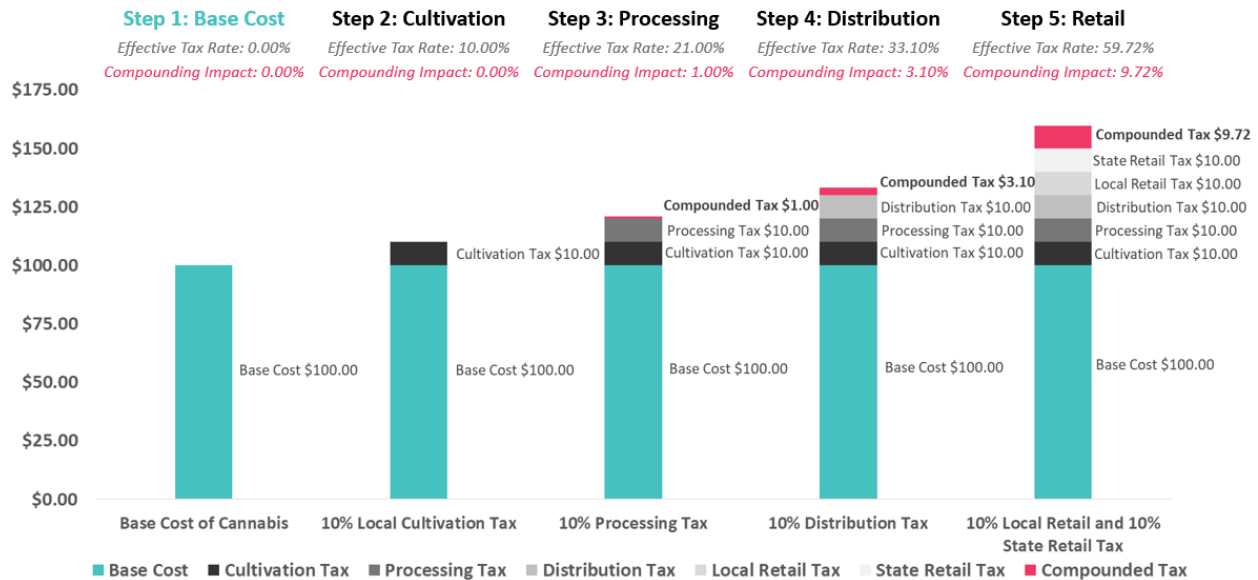 Step 1: Base Cost
Effective Tax Rate: 0.00%
Compounding Impact: 0.00%
Step 2: Cultivation
Effective Tax Rate: 10.00%
Compounding Impact: 0.00%
Step 3: Processing
Effective Tax Rate: 21.00%
Compounding Impact: 1.00%
Step 4: Distribution
Effective Tax Rate: 33.10%
Compounding Impact: 3.10%
Step 5: Retail
Effective Tax Rate: 59.72%
Compounding Impact: 9.72%
$175.00
$150.00
$125.00
$100.00
$75.00
$50.00
$25.00
$0.00
Base Cost $100.00
Cultivation Tax $10.00
Base Cost $100.00
Compounded Tax $1.00
Processing Tax $10.00
Cultivation Tax $10.00
Base Cost $100.00
Compounded Tax $3.10
Distribution Tax $10.00
Processing Tax $10.00
Cultivation Tax $10.00
Base Cost $100.00
Compounded Tax $9.72
State Retail Tax $10.00
Local Retail Tax $10.00
Distribution Tax $10.00
Processing Tax $10.00
Cultivation Tax $10.00
Base Cost $100.00
Base Cost of Cannabis
10% Local Cultivation Tax
10% Processing Tax
10% Distribution Tax
10% Local Retail and 10%
State Retail Tax
Base Cost
Cultivation Tax
Processing Tax
Distribution Tax
Local Retail Tax
State Retail Tax
Compounded Tax